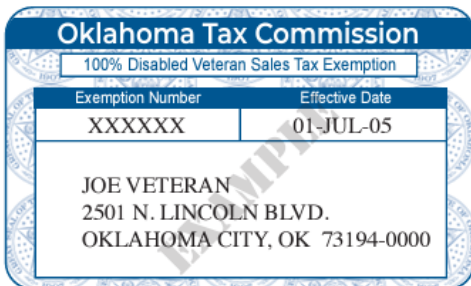 Oklahoma Tax Commission
100% Disabled Veteran Sales Tax Exemption
Exemption Number Effective Date
XXXXXX 01-JUL-05
EXAMPLE
JOE VETERAN
2501 N. LINCOLN BLVD.
OKLAHOMA CITY, OK 73194-0000